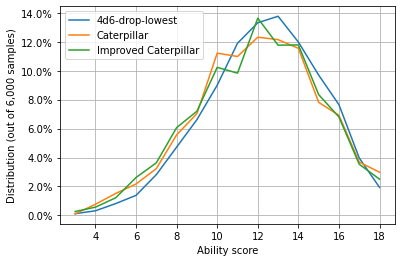 14.0%
12.0%
10.0%
8.0%
6.0%
4.0%
2.0%
0.0%
Distribution (out of 6,000 samples)
4d6-drop-lowest
Caterpillar
Improved Caterpillar
4 6 8 10 12 14 16 18
Ability score